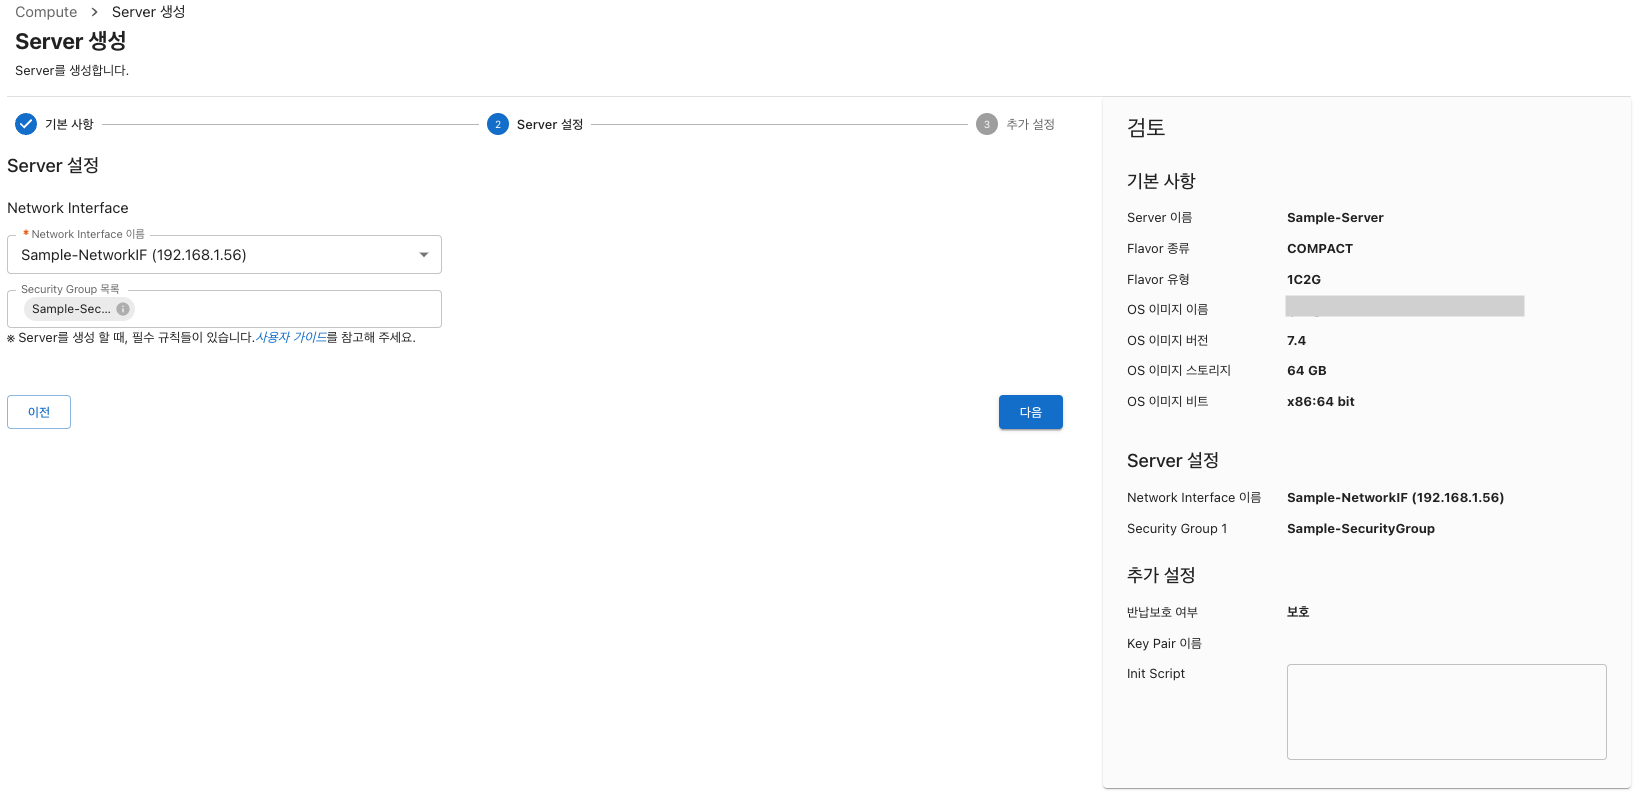 Compute > Server 생성
Server 생성
Server를 생성합니다.
기본 사항
2 Server 설정
3 추가 설정
Server 설정
Network Interface
* Network Interface 이름
Sample-NetworkIF (192.168.1.56)
Security Group 목록
Sample-Sec...
※ Server를 생성 할 때, 필수 규칙들이 있습니다.사용자 가이드를 참고해 주세요.
이전
다음
검토
기본 사항
Server 이름 Sample-Server
Flavor 종류 COMPACT
Flavor 유형 1C2G
OS 이미지 이름
OS 이미지 버전 7.4
OS 이미지 스토리지 64 GB
OS 이미지 비트 x86:64 bit
Server 설정
Network Interface 이름 Sample-NetworkIF (192.168.1.56)
Security Group 1 Sample-SecurityGroup
추가 설정
반납보호 여부 보호
Key Pair 이름
Init Script